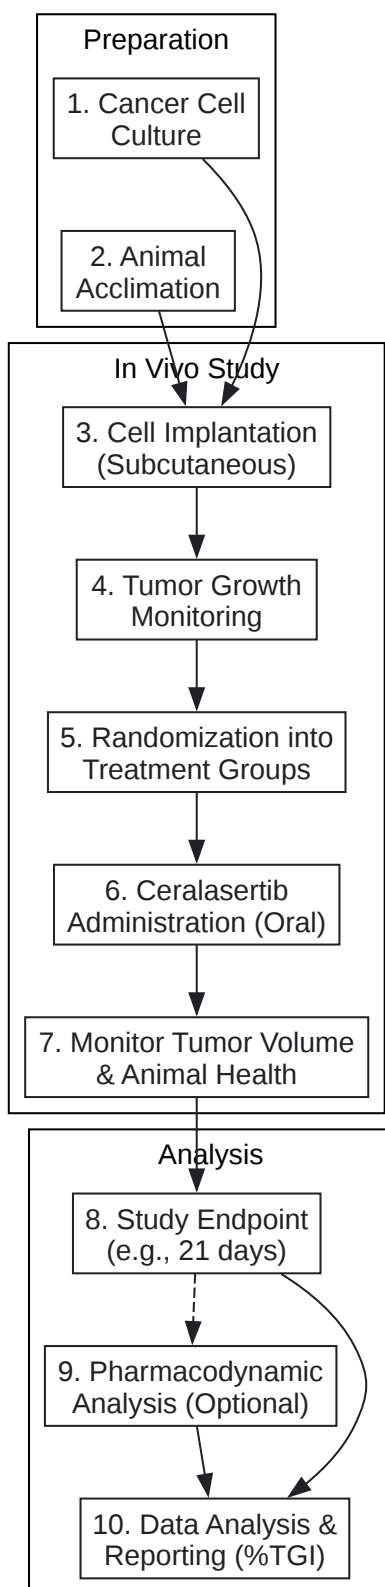 Preparation
1. Cancer Cell
Culture
2. Animal
Acclimation
In Vivo Study
3. Cell Implantation
(Subcutaneous)
4. Tumor Growth
Monitoring
5. Randomization into
Treatment Groups
6. Ceralasertib
Administration (Oral)
7. Monitor Tumor Volume
& Animal Health
Analysis
8. Study Endpoint
(e.g., 21 days)
9. Pharmacodynamic
Analysis (Optional)
10. Data Analysis &
Reporting (%TGI)